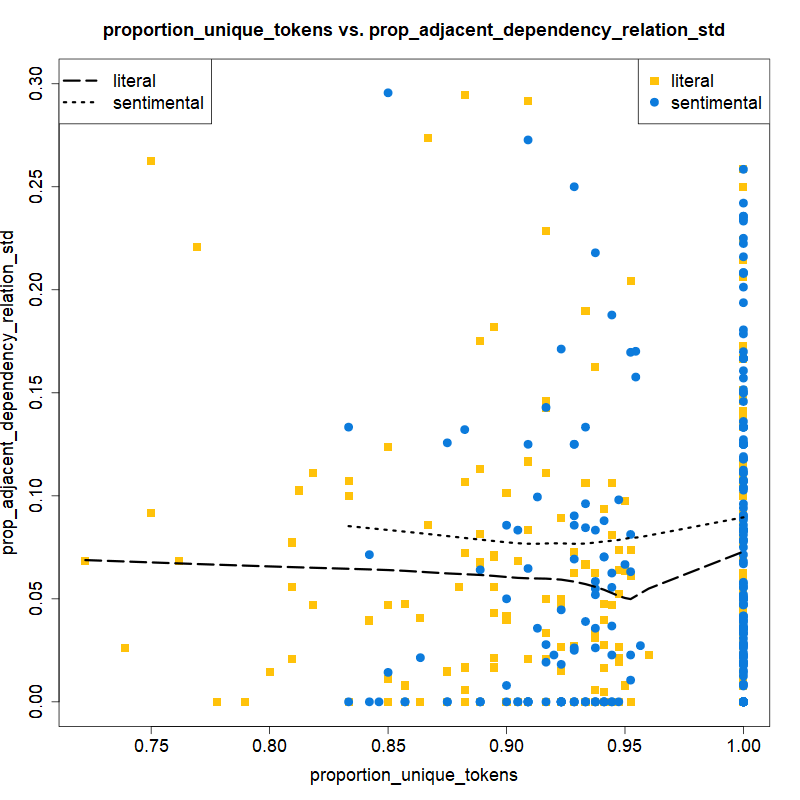 proportion_unique_tokens vs. prop_adjacent_dependency_relation_std
literal
sentimental
literal
sentimental
prop_adjacent_dependency_relation_std
0.30
0.25
0.20
0.15
0.10
0.05
0.00
0.75
0.80
0.85
0.90
0.95
1.00
proportion_unique_tokens